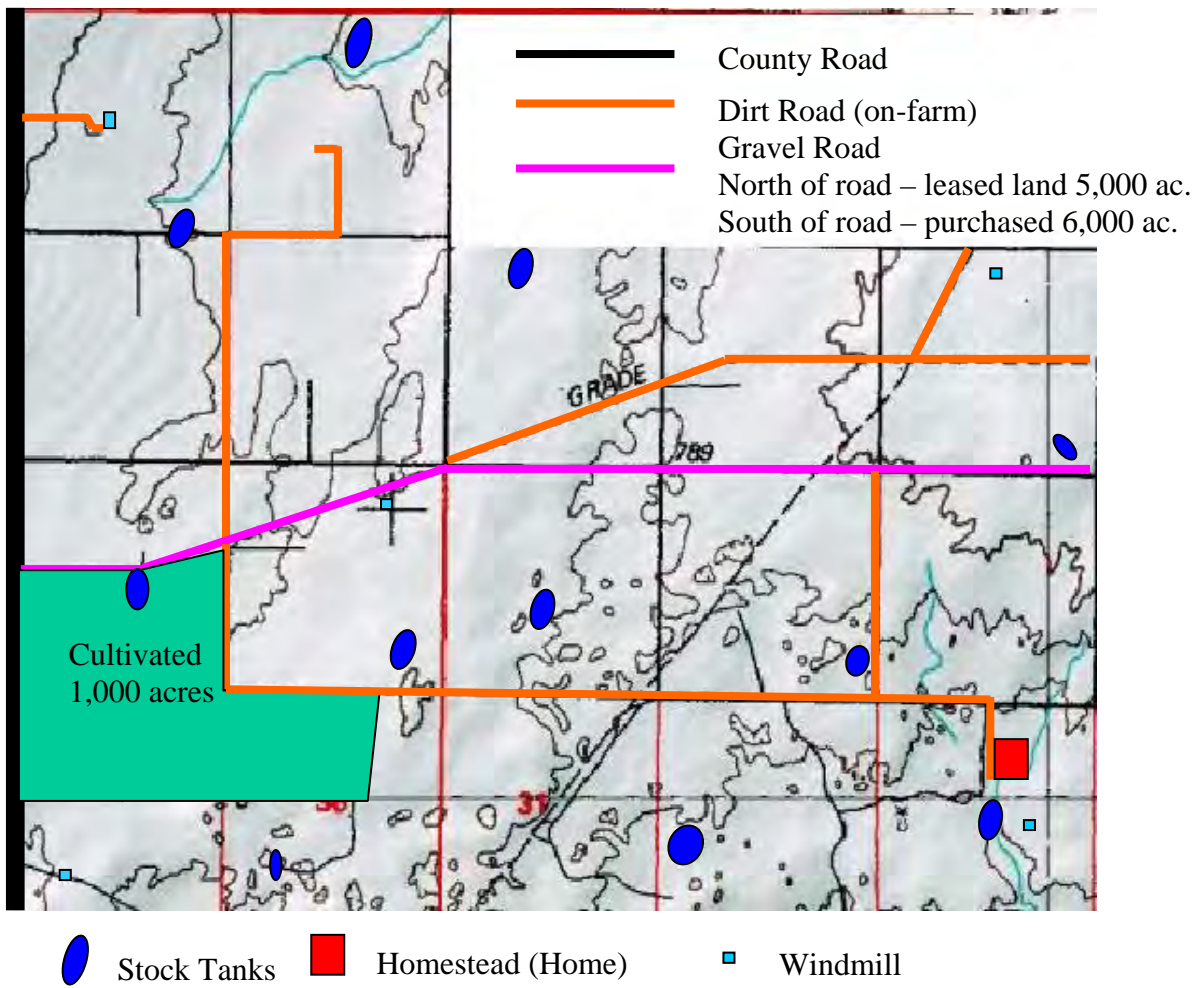 County Road
Dirt Road (on-farm)
Gravel Road
North of road – leased land 5,000 ac.
South of road – purchased 6,000 ac.
GRADE
789
Cultivated
1,000 acres
31
Stock Tanks
Homestead (Home)
Windmill